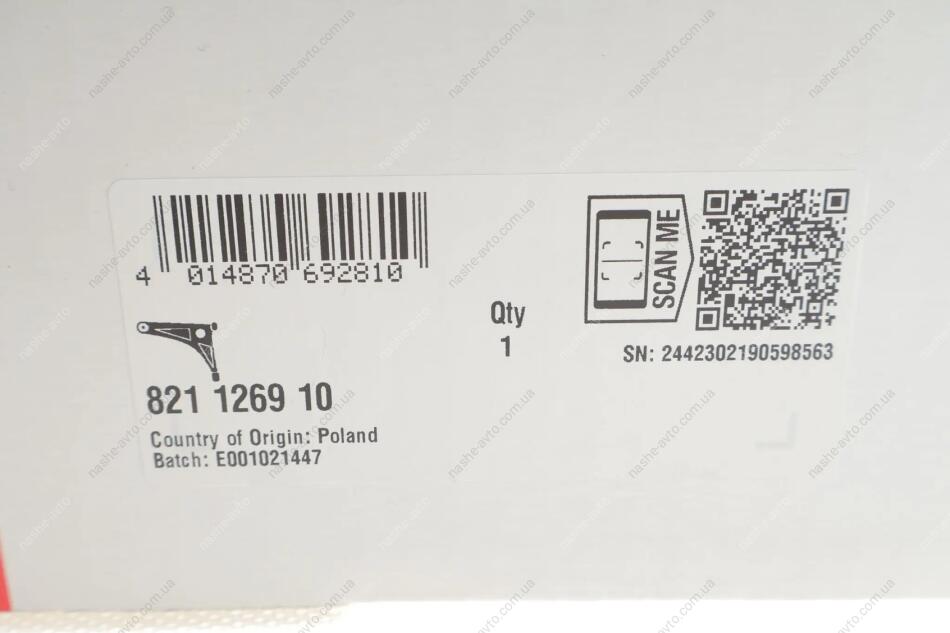 4 014870 692810
SCAN ME
Qty
1
SN: 2442302190598563
821 1269 10
Country of Origin: Poland
Batch: E001021447
nashe-avto.com.ua